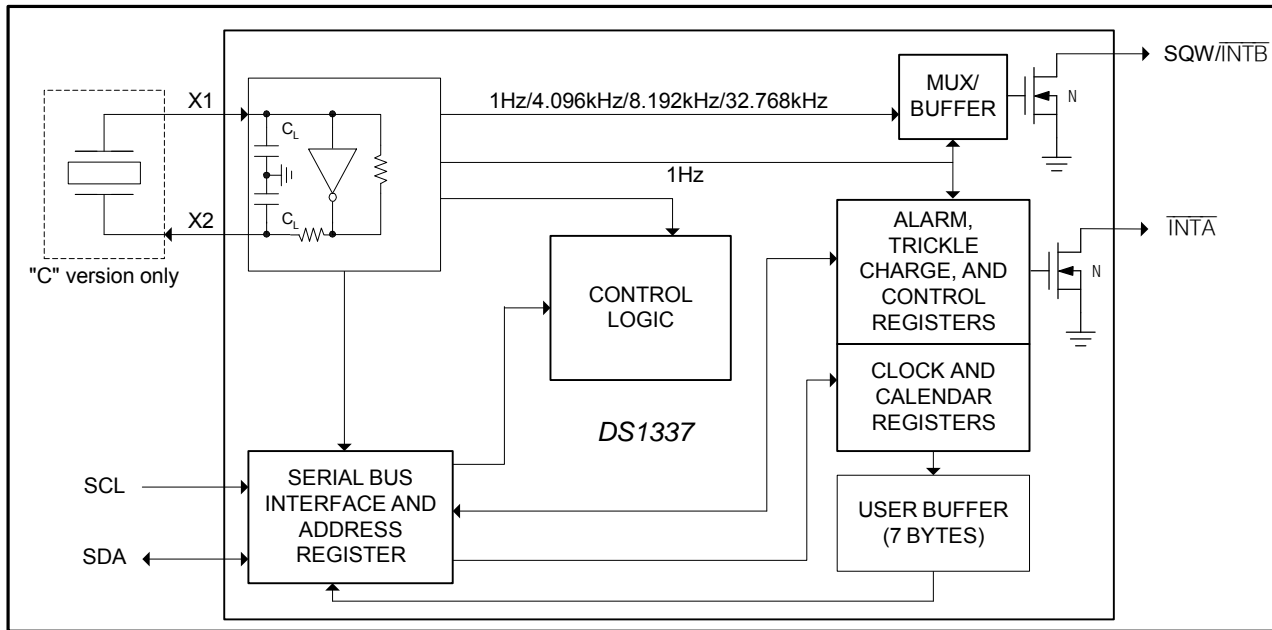 SQW/INTB
MUX/
BUFFER
N
1Hz/4.096kHz/8.192kHz/32.768kHz
X1
CL
1Hz
X2
CL
"C" version only
ALARM,
TRICKLE
CHARGE, AND
CONTROL
REGISTERS
INTA
N
CONTROL
LOGIC
CLOCK AND
CALENDAR
REGISTERS
DS1337
SCL
SDA
SERIAL BUS
INTERFACE AND
ADDRESS
REGISTER
USER BUFFER
(7 BYTES)